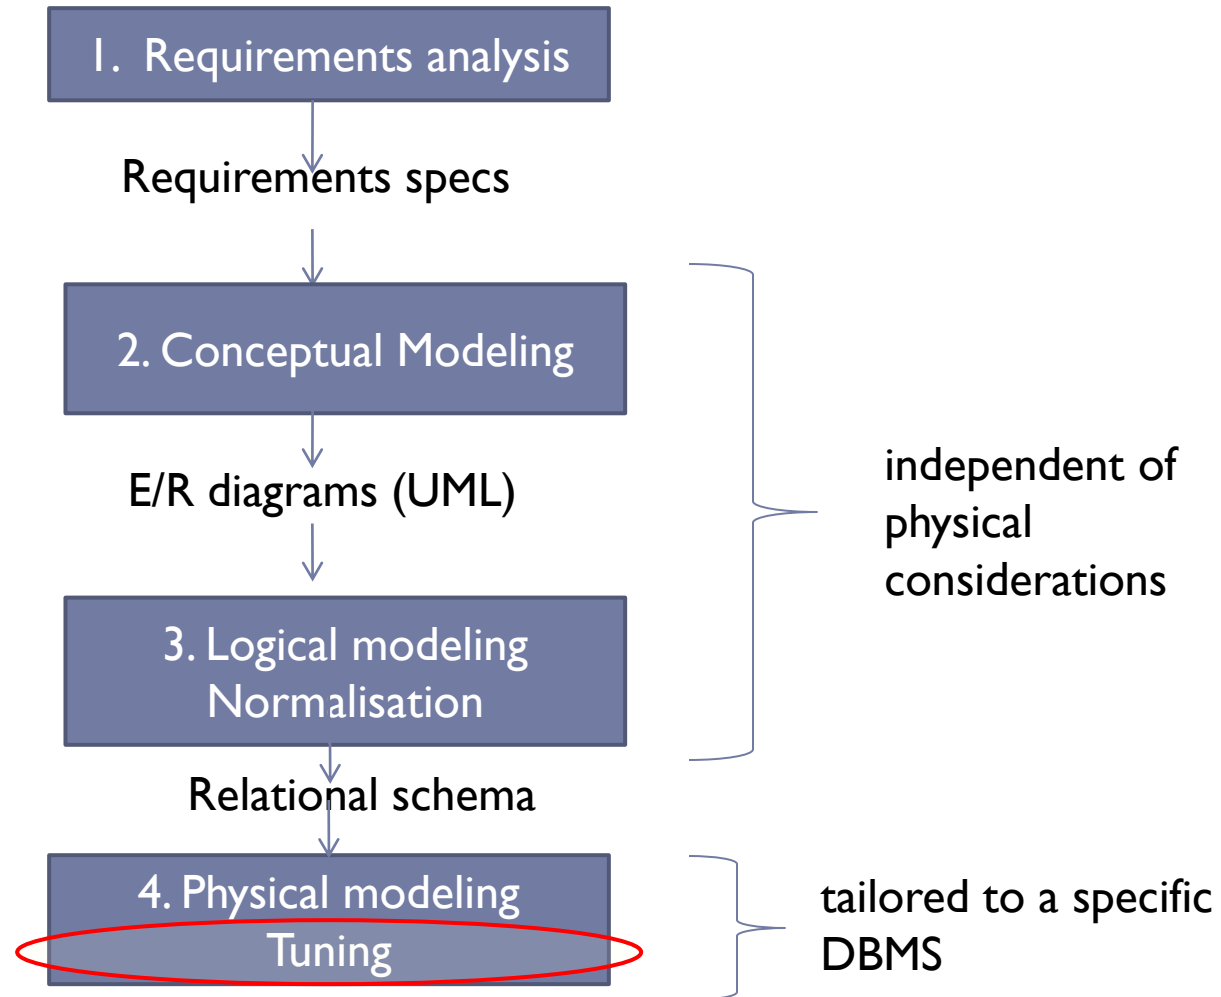 1. Requirements analysis
Requirements specs
2. Conceptual Modeling
E/R diagrams (UML)
independent of
physical
considerations
3. Logical modeling
Normalisation
Relational schema
4. Physical modeling
Tuning
tailored to a specific
DBMS